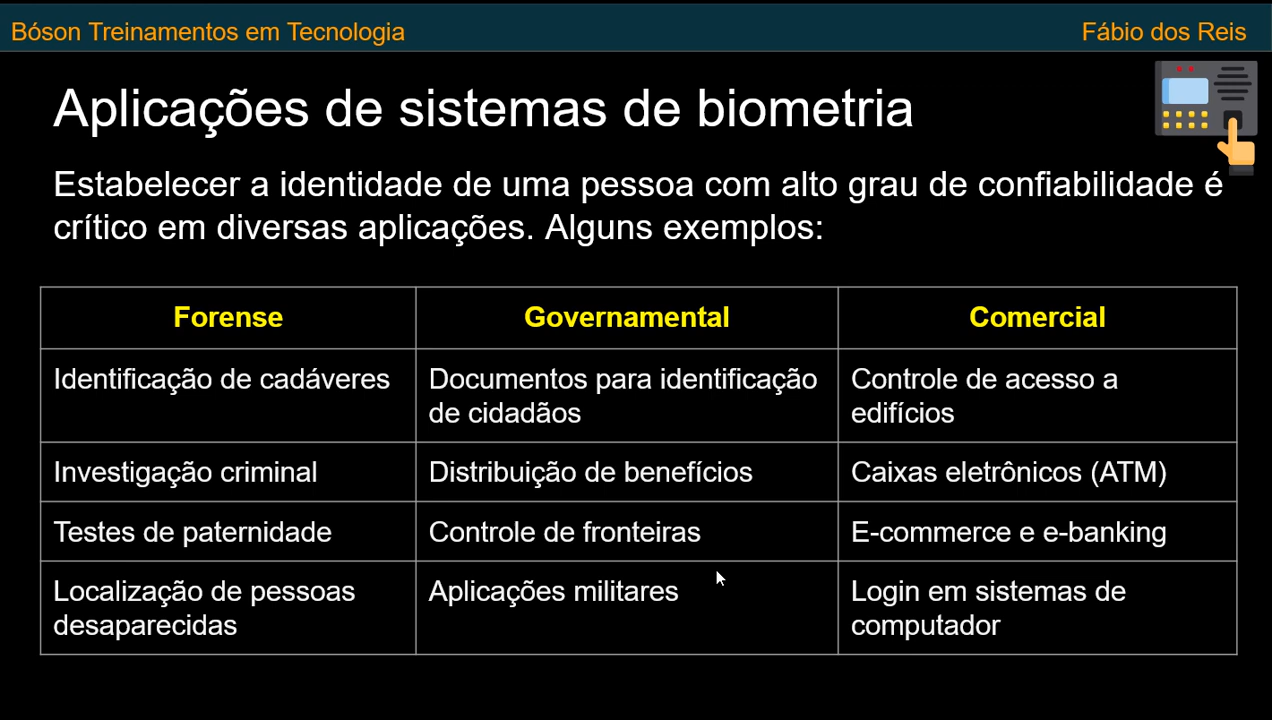 Bóson Treinamentos em Tecnologia
Fábio dos Reis
Aplicações de sistemas de biometria
Estabelecer a identidade de uma pessoa com alto grau de confiabilidade é
crítico em diversas aplicações. Alguns exemplos:
Forense
Governamental
Comercial
Identificação de cadáveres
Documentos para identificação
de cidadãos
Controle de acesso a
edifícios
Investigação criminal
Distribuição de benefícios
Caixas eletrônicos (ATM)
Testes de paternidade
Controle de fronteiras
E-commerce e e-banking
Localização de pessoas
desaparecidas
Aplicações militares
Login em sistemas de
computador